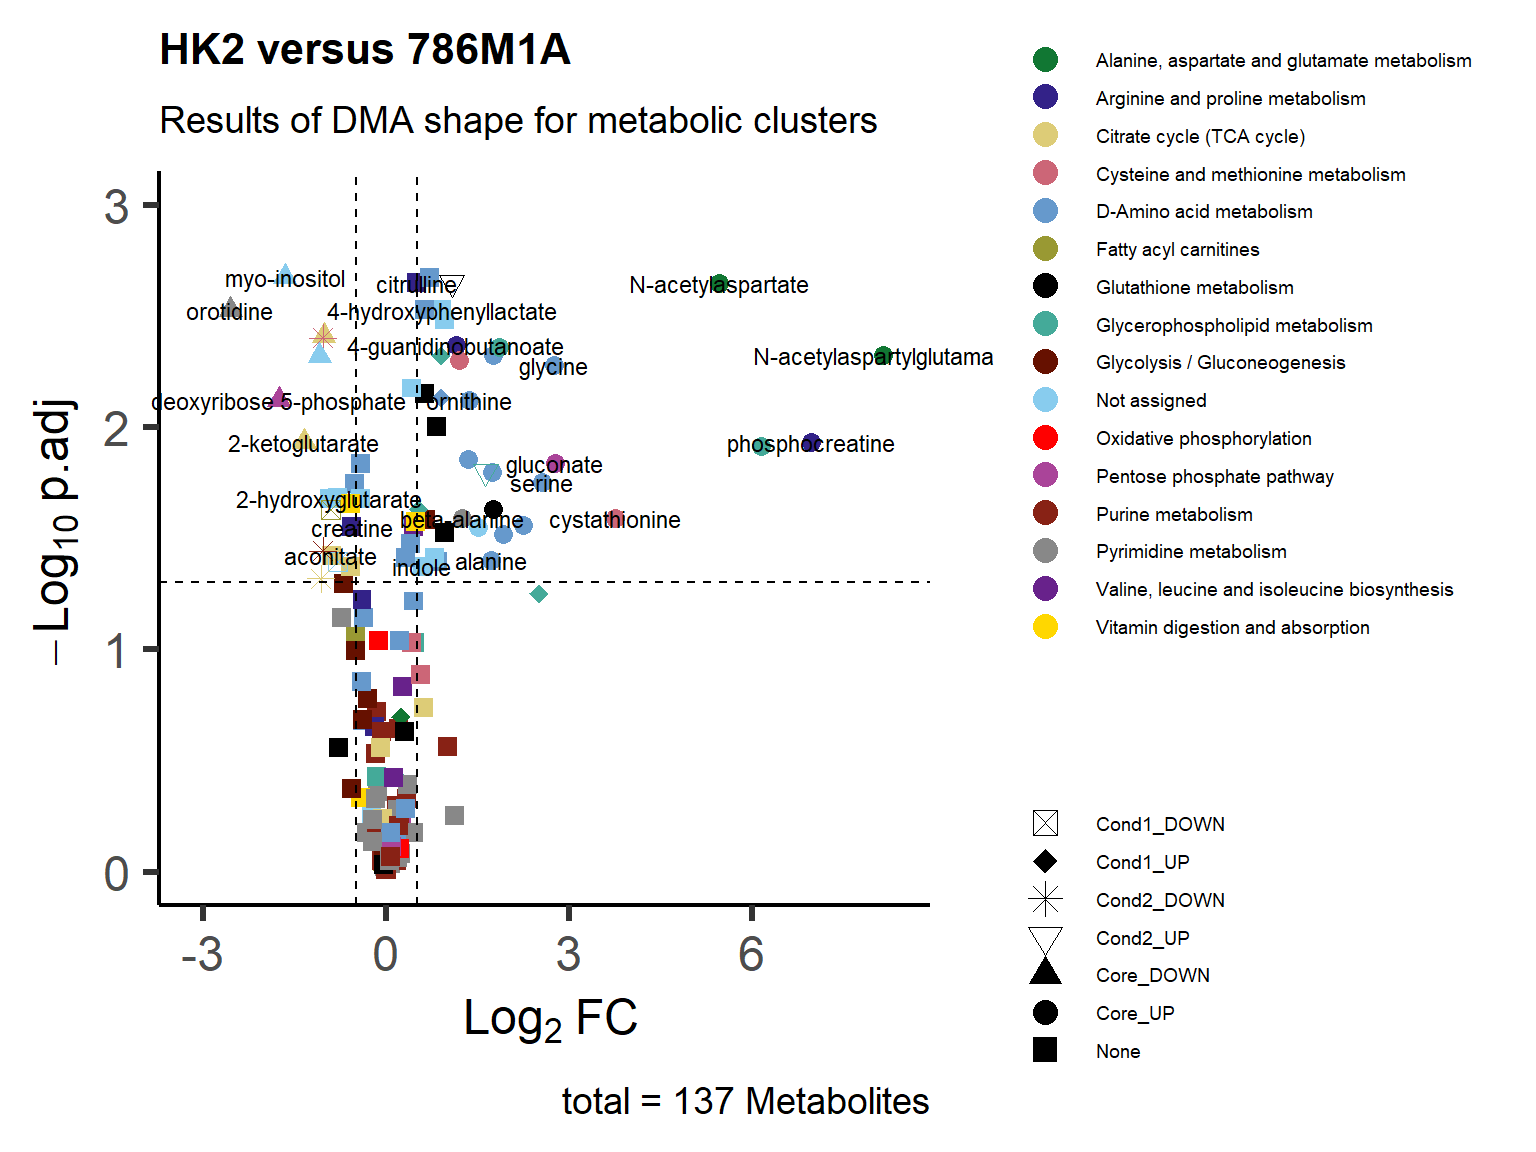 HK2 versus 786M1A
Results of DMA shape for metabolic clusters
3
2
1
0
−Log10 p.adj
-3
0
3
6
Log2 FC
total = 137 Metabolites
myo-inositol
citrulline
N-acetylaspartate
orotidine
4-hydroxyphenyllactate
4-guanidinobutanoate
N-acetylaspartylglutama
glycine
deoxyribose 5-phosphate
ornithine
2-ketoglutarate
phosphocreatine
gluconate
serine
2-hydroxyglutarate
beta-alanine
cystathionine
creatine
aconitate
indole
alanine
Alanine, aspartate and glutamate metabolism
Arginine and proline metabolism
Citrate cycle (TCA cycle)
Cysteine and methionine metabolism
D-Amino acid metabolism
Fatty acyl carnitines
Glutathione metabolism
Glycerophospholipid metabolism
Glycolysis / Gluconeogenesis
Not assigned
Oxidative phosphorylation
Pentose phosphate pathway
Purine metabolism
Pyrimidine metabolism
Valine, leucine and isoleucine biosynthesis
Vitamin digestion and absorption
Cond1_DOWN
Cond1_UP
Cond2_DOWN
Cond2_UP
Core_DOWN
Core_UP
None